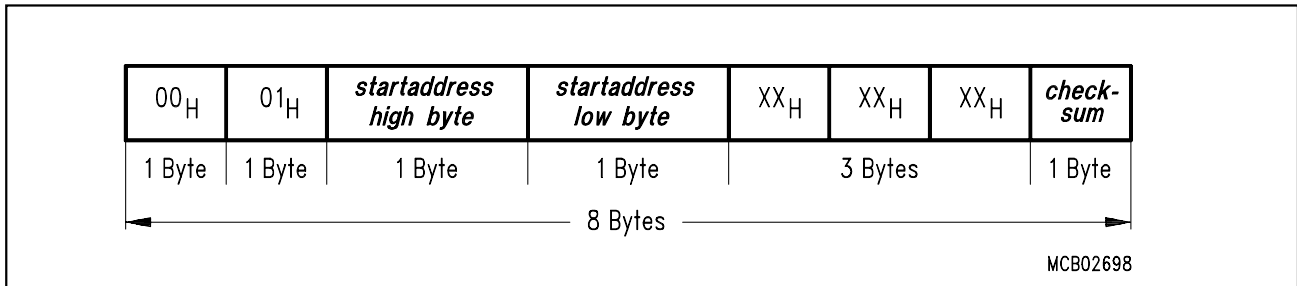 00H 01H startaddress high byte startaddress low byte XXH XXH XXH check-sum
1 Byte 1 Byte 1 Byte 1 Byte 3 Bytes 1 Byte
8 Bytes
MCB02698